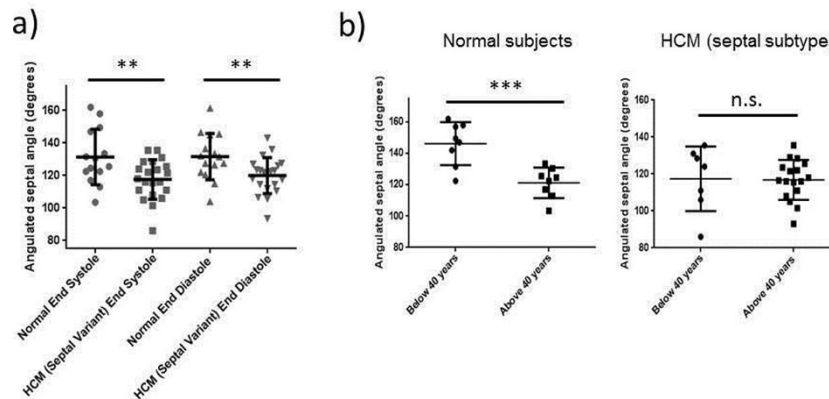 a)
**
**
Angulated septal angle (degrees)
160
140
120
100
80
Normal End Systole
HCM (Septal Variant) End Systole
Normal End Diastole
HCM (Septal Variant) End Diastole
b)
Normal subjects
***
Angulated septal angle (degrees)
160
140
120
100
80
Below 40 years
Above 40 years
HCM (septal subtype
n.s.
Angulated septal angle (degrees)
160
140
120
100
80
Below 40 years
Above 40 years